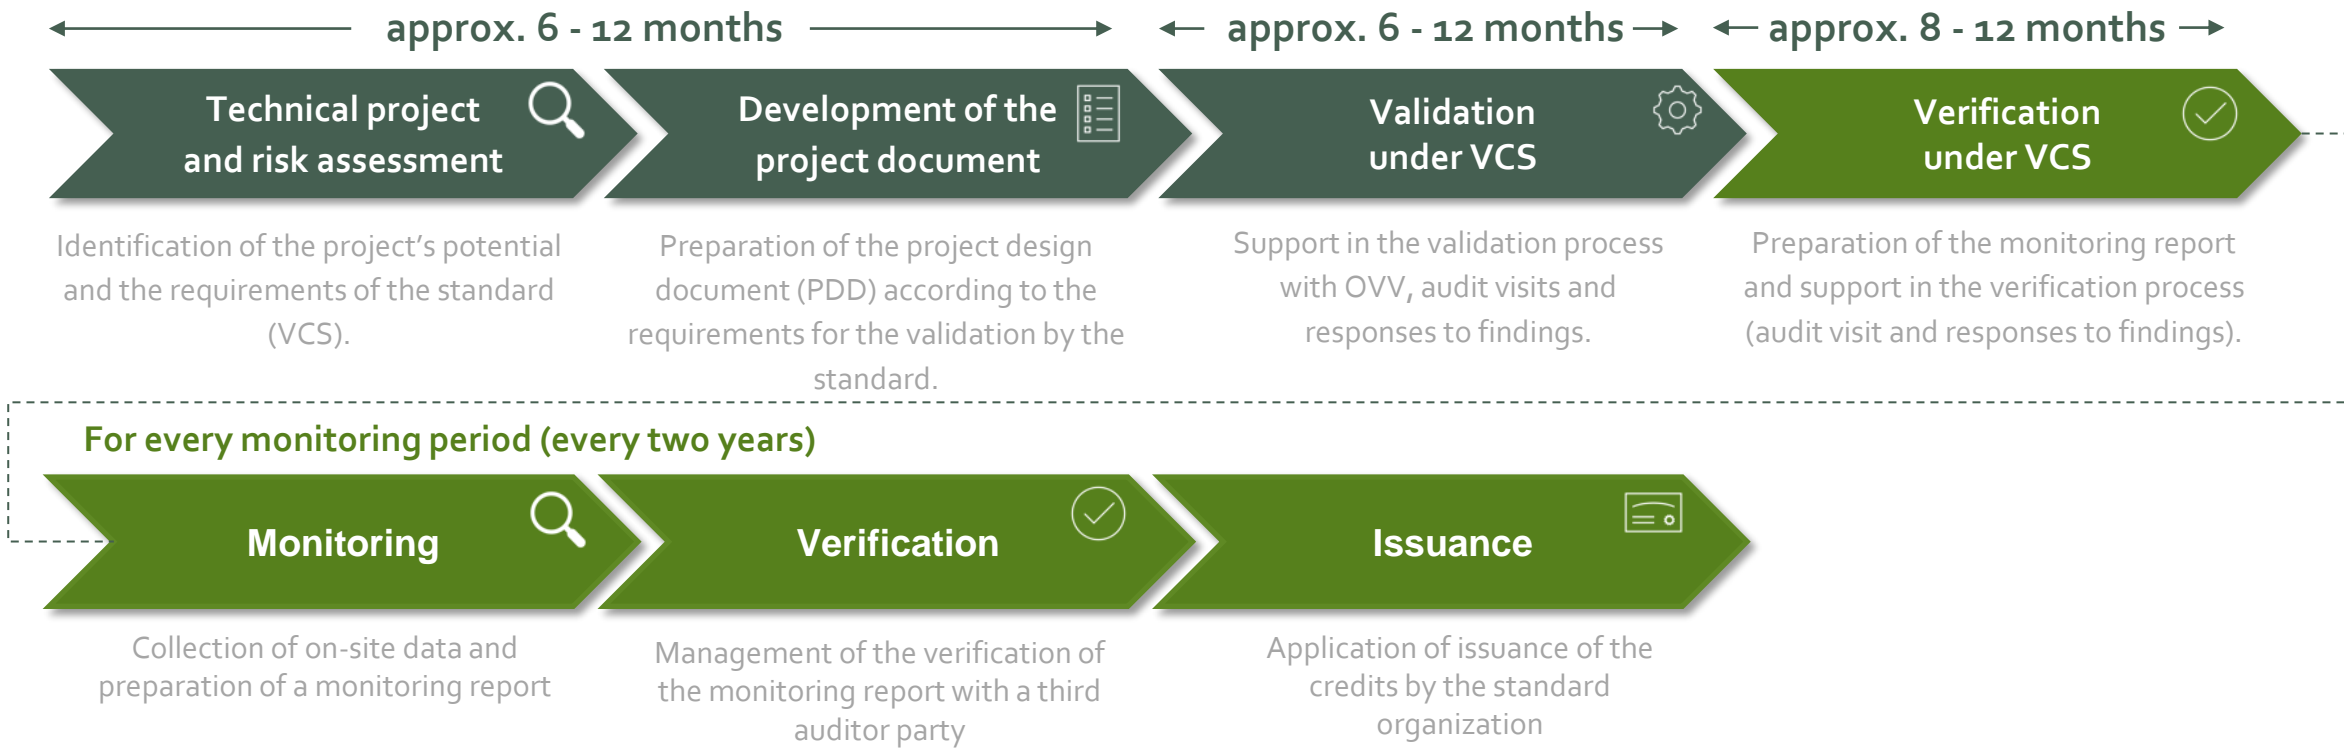 approx. 6 - 12 months
approx. 6 - 12 months
approx. 8 - 12 months
Technical project
and risk assessment
Development of the
project document
Validation
under VCS
Verification
under VCS
Identification of the project’s potential
and the requirements of the standard
(VCS).
Preparation of the project design
document (PDD) according to the
requirements for the validation by the
standard.
Support in the validation process
with OVV, audit visits and
responses to findings.
Preparation of the monitoring report
and support in the verification process
(audit visit and responses to findings).
For every monitoring period (every two years)
Monitoring
Verification
Issuance
Collection of on-site data and
preparation of a monitoring report
Management of the verification of
the monitoring report with a third
auditor party
Application of issuance of the
credits by the standard
organization